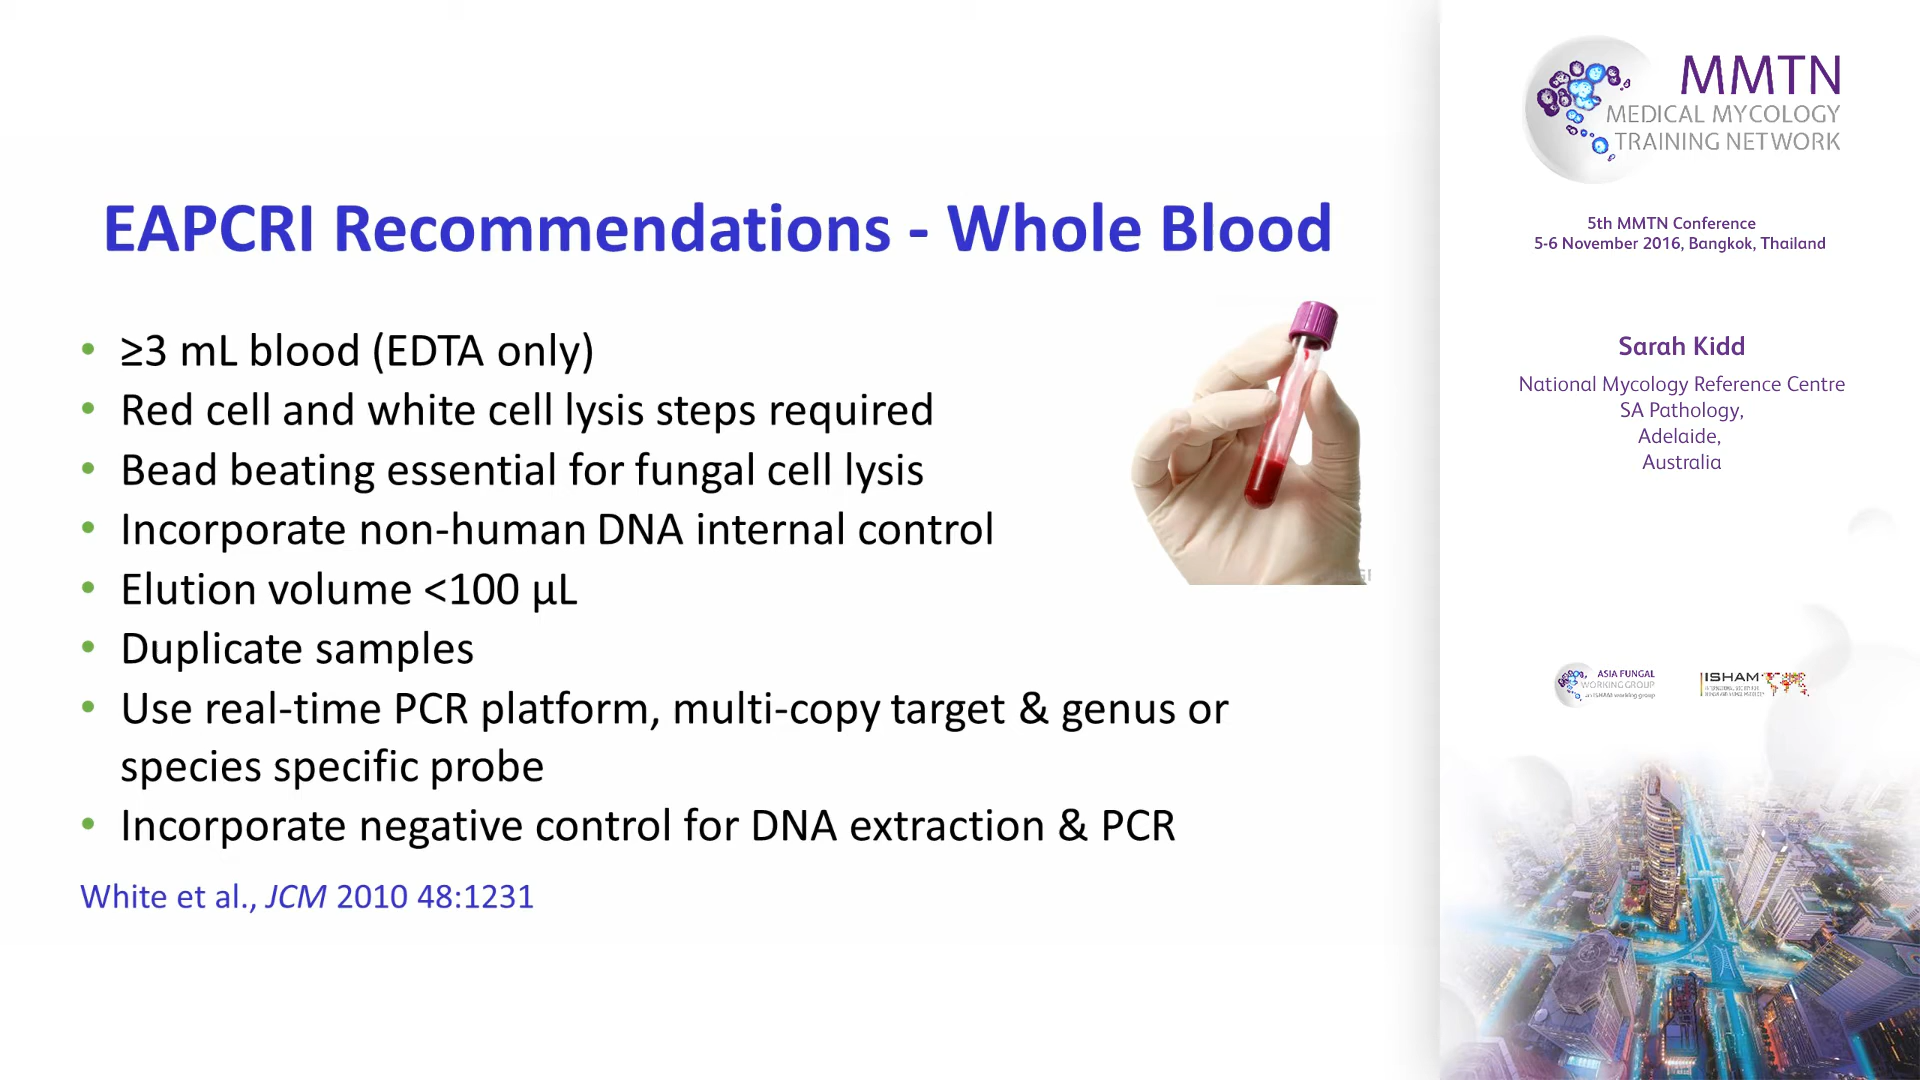 EAPCRI Recommendations - Whole Blood
• ≥3 mL blood (EDTA only)
• Red cell and white cell lysis steps required
• Bead beating essential for fungal cell lysis
• Incorporate non-human DNA internal control
• Elution volume <100 µL
• Duplicate samples
• Use real-time PCR platform, multi-copy target & genus or
species specific probe
• Incorporate negative control for DNA extraction & PCR
White et al., JCM 2010 48:1231
MMTN
MEDICAL MYCOLOGY
TRAINING NETWORK
5th MMTN Conference
5-6 November 2016, Bangkok, Thailand
Sarah Kidd
National Mycology Reference Centre
SA Pathology,
Adelaide,
Australia
ASIA FUNGAL
WORKING GROUP
an ISHAM working group
ISHAM